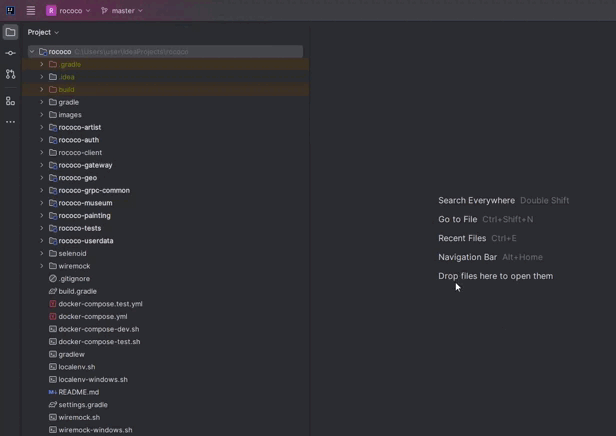 R rococo master
Project
rococo C:\Users\user\IdeaProjects\rococo
.gradle
.idea
build
gradle
images
rococo-artist
rococo-auth
rococo-client
rococo-gateway
rococo-geo
rococo-grpc-common
rococo-museum
rococo-painting
rococo-tests
rococo-userdata
selenoid
wiremock
.gitignore
build.gradle
docker-compose.test.yml
docker-compose.yml
docker-compose-dev.sh
docker-compose-test.sh
gradlew
localenv.sh
localenv-windows.sh
M↓ README.md
settings.gradle
wiremock.sh
wiremock-windows.sh
Search Everywhere Double Shift
Go to File Ctrl+Shift+N
Recent Files Ctrl+E
Navigation Bar Alt+Home
Drop files here to open them